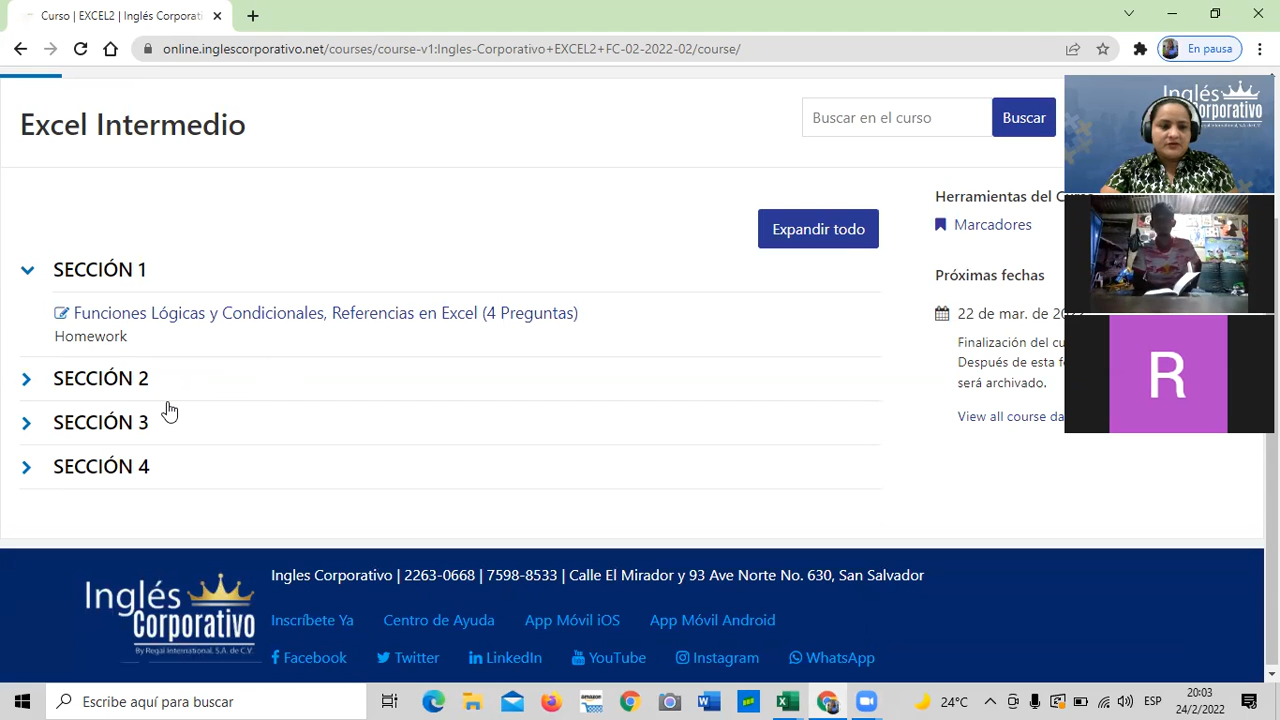 Curso | EXCEL2 | Inglés Corporati
online.inglescorporativo.net/courses/course-v1:Ingles-Corporativo+EXCEL2+FC-02-2022-02/course/
En pausa
Excel Intermedio
Buscar en el curso
Buscar
Inglés
Corporativo
Herramientas del C
Marcadores
Expandir todo
SECCIÓN 1
Próximas fechas
Funciones Lógicas y Condicionales, Referencias en Excel (4 Preguntas)
22 de mar. de 20
Homework
Finalización del cu
Después de esta f
será archivado.
R
SECCIÓN 2
View all course da
SECCIÓN 3
SECCIÓN 4
Inglés
Corporativo
By Regal International, S.A. de C.V.
Ingles Corporativo | 2263-0668 | 7598-8533 | Calle El Mirador y 93 Ave Norte No. 630, San Salvador
Inscríbete Ya
Centro de Ayuda
App Móvil iOS
App Móvil Android
Facebook
Twitter
LinkedIn
YouTube
Instagram
WhatsApp
Escribe aquí para buscar
24°C
ESP
20:03
24/2/2022